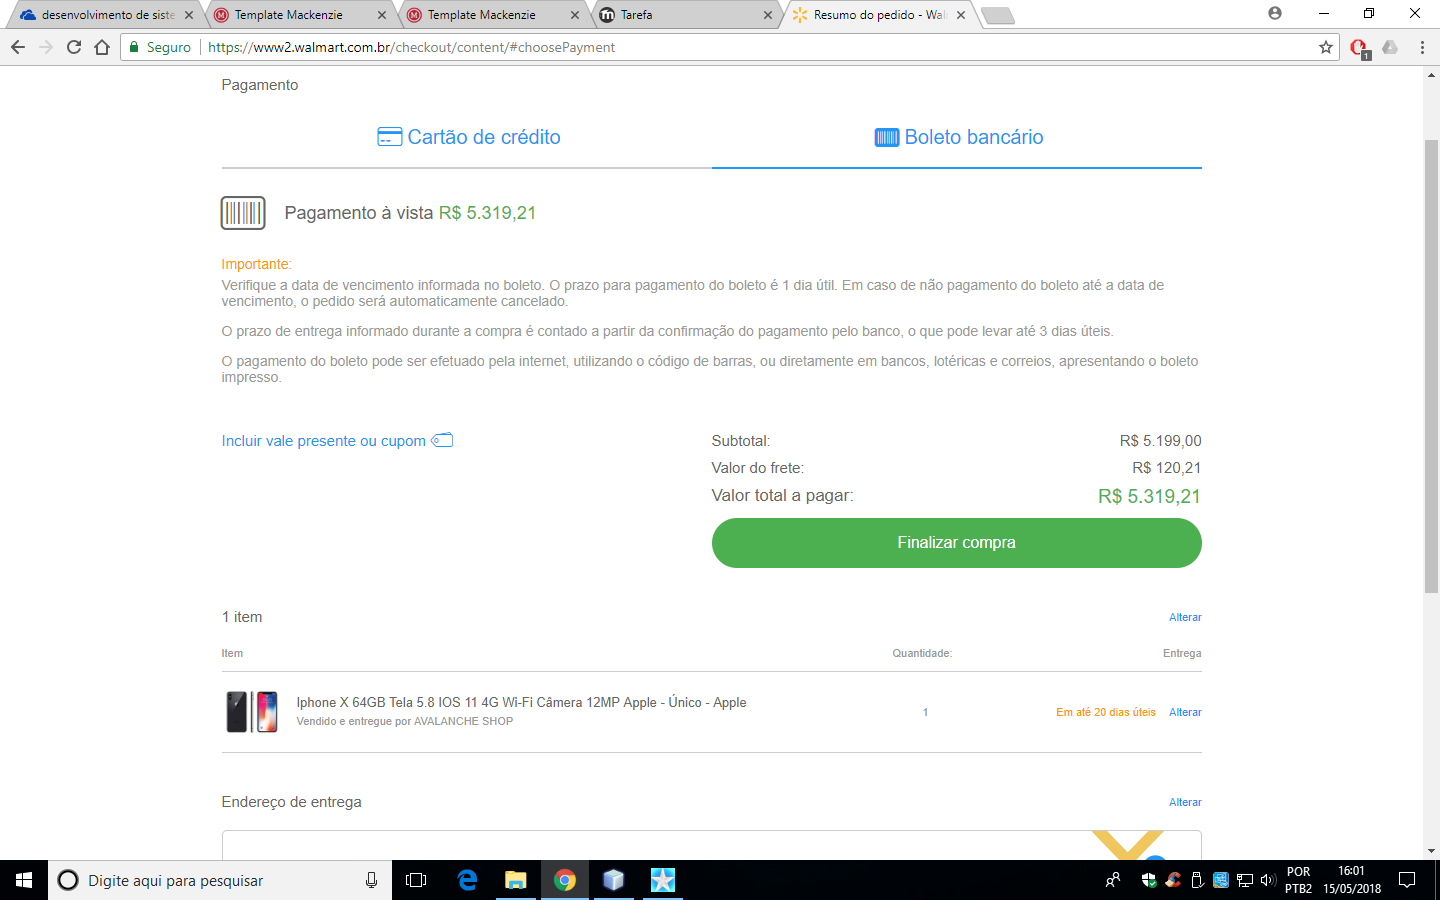 desenvolvimento de siste
Template Mackenzie
Template Mackenzie
Tarefa
Resumo do pedido - Wal
Seguro
https://www2.walmart.com.br/checkout/content/#choosePayment
1
Pagamento
Cartão de crédito
Boleto bancário
Pagamento à vista R$ 5.319,21
Importante:
Verifique a data de vencimento informada no boleto. O prazo para pagamento do boleto é 1 dia útil. Em caso de não pagamento do boleto até a data de
vencimento, o pedido será automaticamente cancelado.
O prazo de entrega informado durante a compra é contado a partir da confirmação do pagamento pelo banco, o que pode levar até 3 dias úteis.
O pagamento do boleto pode ser efetuado pela internet, utilizando o código de barras, ou diretamente em bancos, lotéricas e correios, apresentando o boleto
impresso.
Incluir vale presente ou cupom
Subtotal: R$ 5.199,00
Valor do frete: R$ 120,21
Valor total a pagar: R$ 5.319,21
Finalizar compra
1 item Alterar
Item Quantidade: Entrega
Iphone X 64GB Tela 5.8 IOS 11 4G Wi-Fi Câmera 12MP Apple - Único - Apple
Vendido e entregue por AVALANCHE SHOP
1 Em até 20 dias úteis Alterar
Endereço de entrega Alterar
Digite aqui para pesquisar
POR
PTB2
16:01
15/05/2018